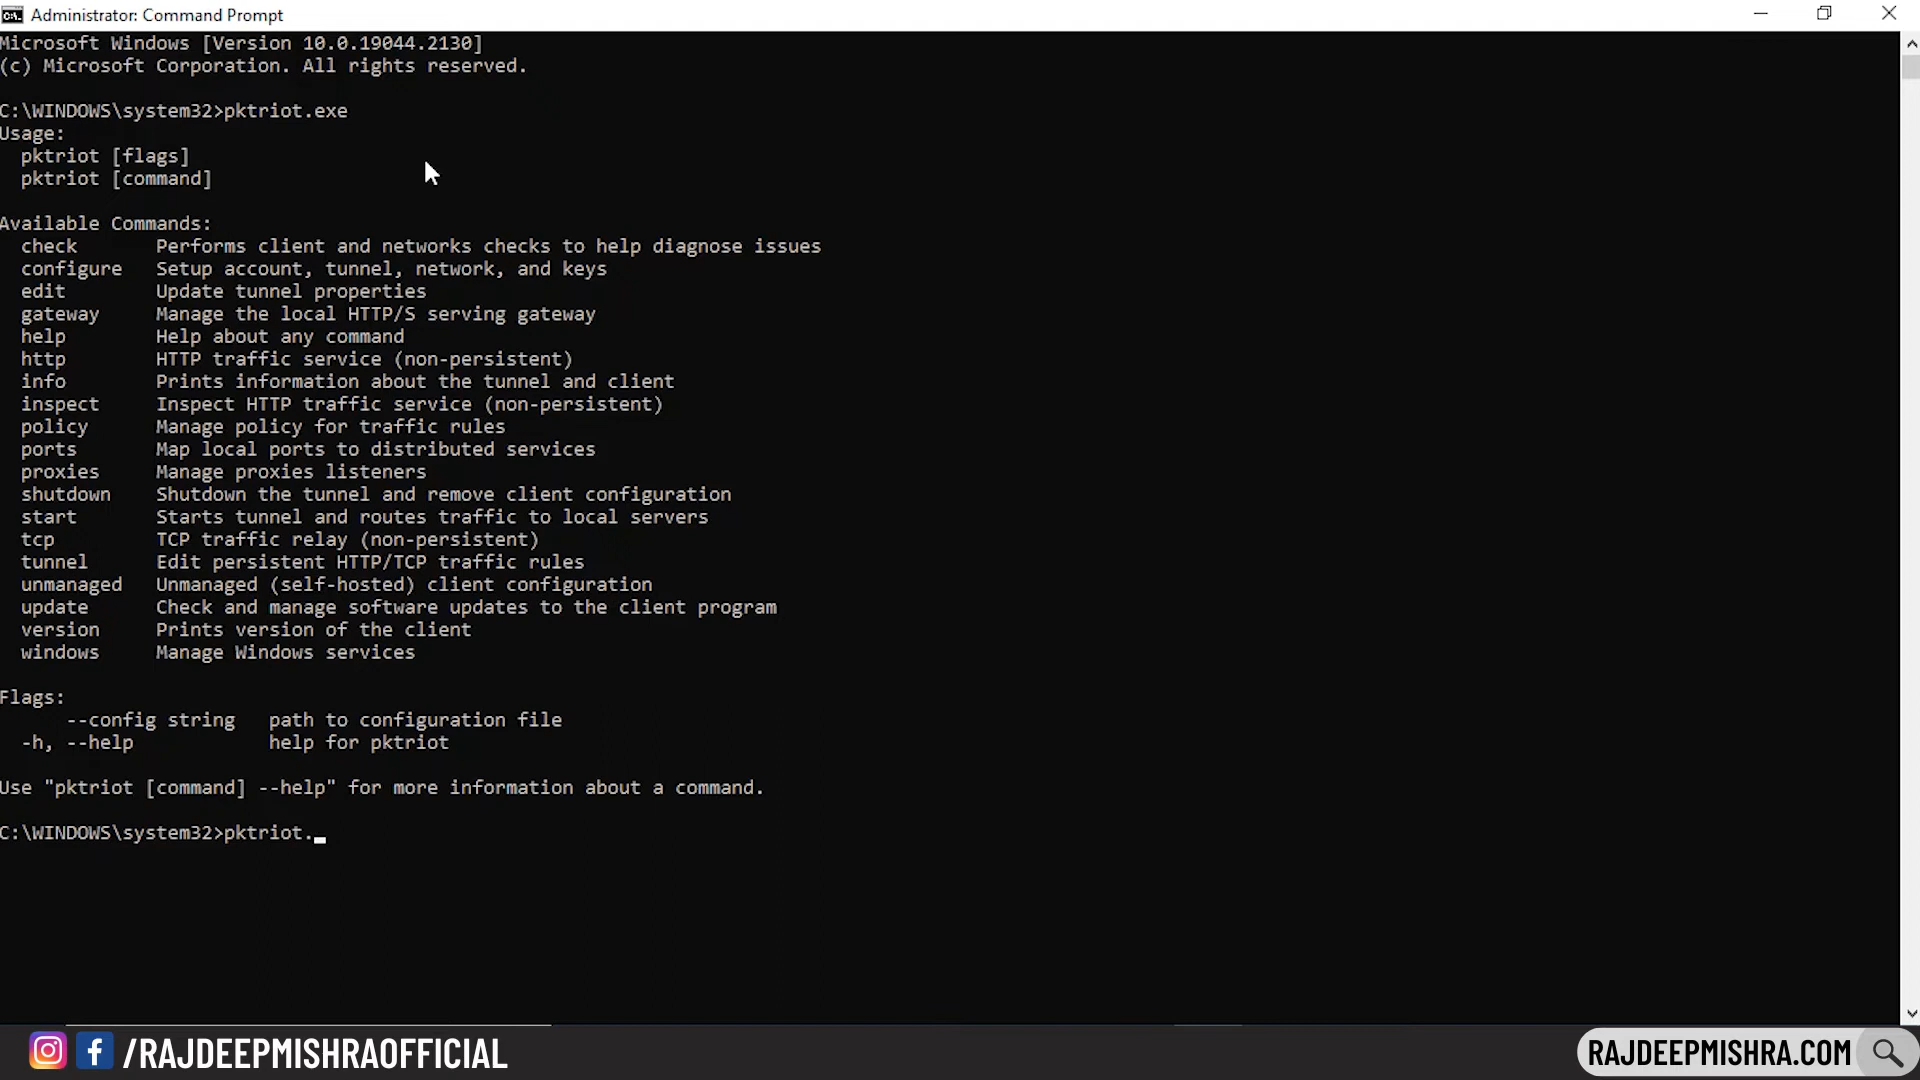 Administrator: Command Prompt
Microsoft Windows [Version 10.0.19044.2130]
(c) Microsoft Corporation. All rights reserved.
C:\WINDOWS\system32>pktriot.exe
Usage:
  pktriot [flags]
  pktriot [command]
Available Commands:
  check       Performs client and networks checks to help diagnose issues
  configure   Setup account, tunnel, network, and keys
  edit        Update tunnel properties
  gateway     Manage the local HTTP/S serving gateway
  help        Help about any command
  http        HTTP traffic service (non-persistent)
  info        Prints information about the tunnel and client
  inspect     Inspect HTTP traffic service (non-persistent)
  policy      Manage policy for traffic rules
  ports       Map local ports to distributed services
  proxies     Manage proxies listeners
  shutdown    Shutdown the tunnel and remove client configuration
  start       Starts tunnel and routes traffic to local servers
  tcp         TCP traffic relay (non-persistent)
  tunnel      Edit persistent HTTP/TCP traffic rules
  unmanaged   Unmanaged (self-hosted) client configuration
  update      Check and manage software updates to the client program
  version     Prints version of the client
  windows     Manage Windows services
Flags:
      --config string   path to configuration file
  -h, --help            help for pktriot
Use "pktriot [command] --help" for more information about a command.
C:\WINDOWS\system32>pktriot.
/RAJDEEPMISHRAOFFICIAL
RAJDEEPMISHRA.COM